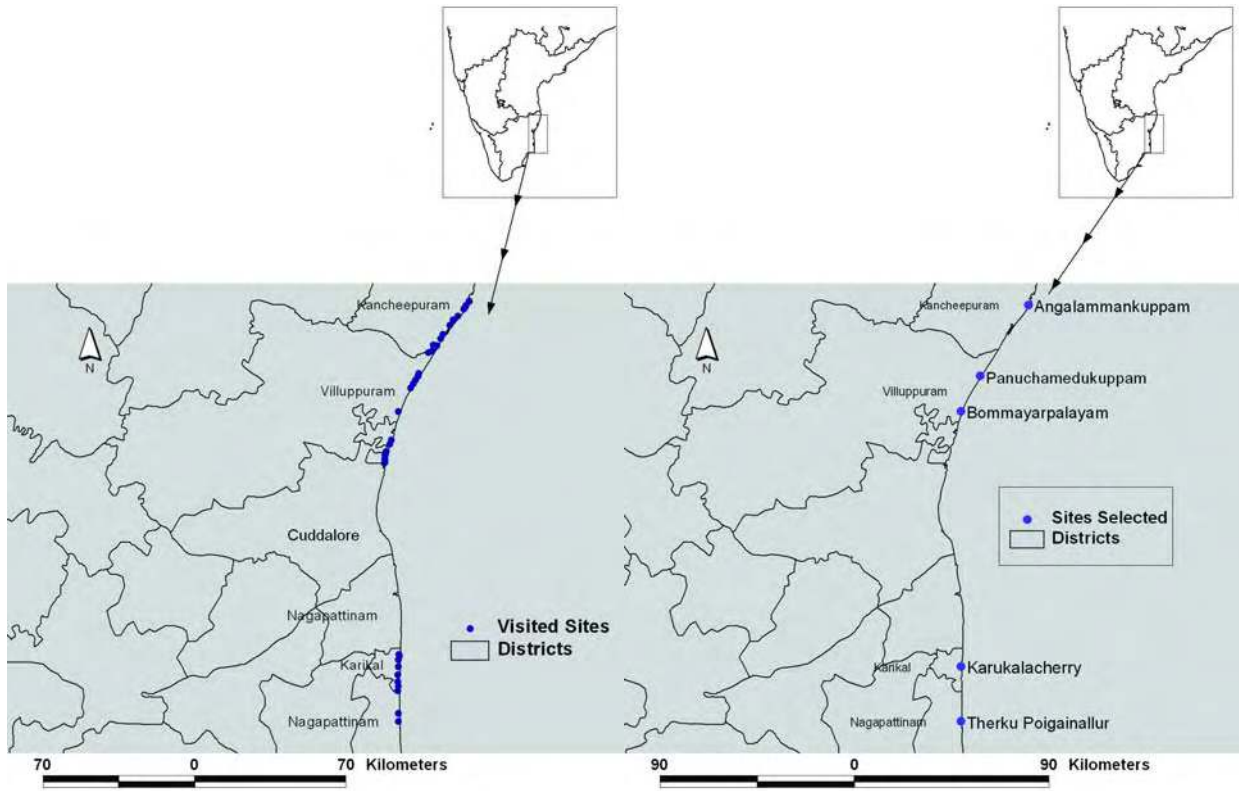 Kancheepuram
N
Villuppuram
Cuddalore
Nagapattinam
Visited Sites
Districts
Karikal
Nagapattinam
70 0 70 Kilometers
Kancheepuram
Angalammankuppam
N
Panuchamedukuppam
Villuppuram
Bommayarpalayam
Sites Selected
Districts
Karikal
Karukalacherry
Nagapattinam
Therku Poigainallur
90 0 90 Kilometers